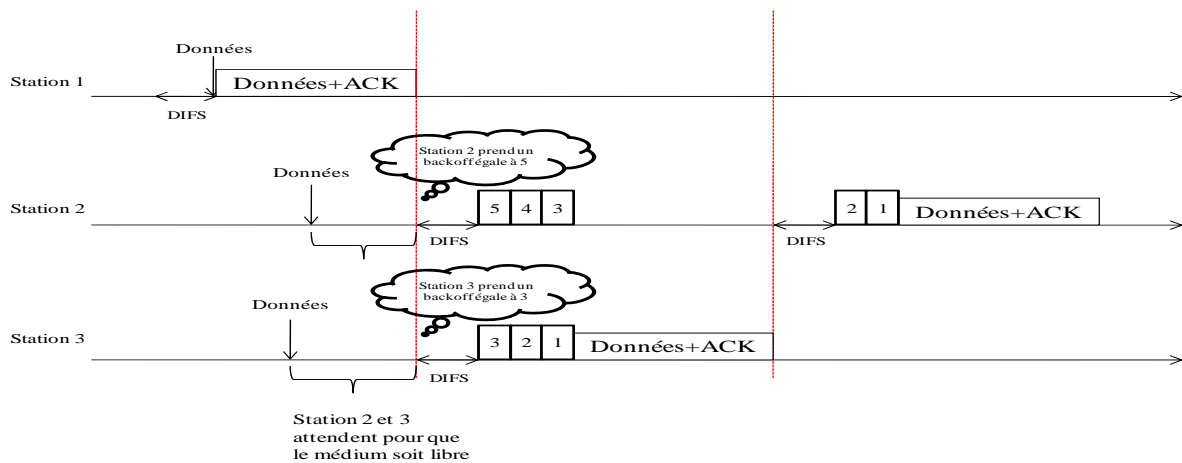 Données
Station 1
Données+ACK
DIFS
Station 2 prend un
backoff égale à 5
Données
Station 2
5 4 3
2 1
Données+ACK
DIFS
DIFS
Station 3 prend un
backoff égale à 3
Données
Station 3
3 2 1
Données+ACK
DIFS
Station 2 et 3
attendent pour que
le médium soit libre